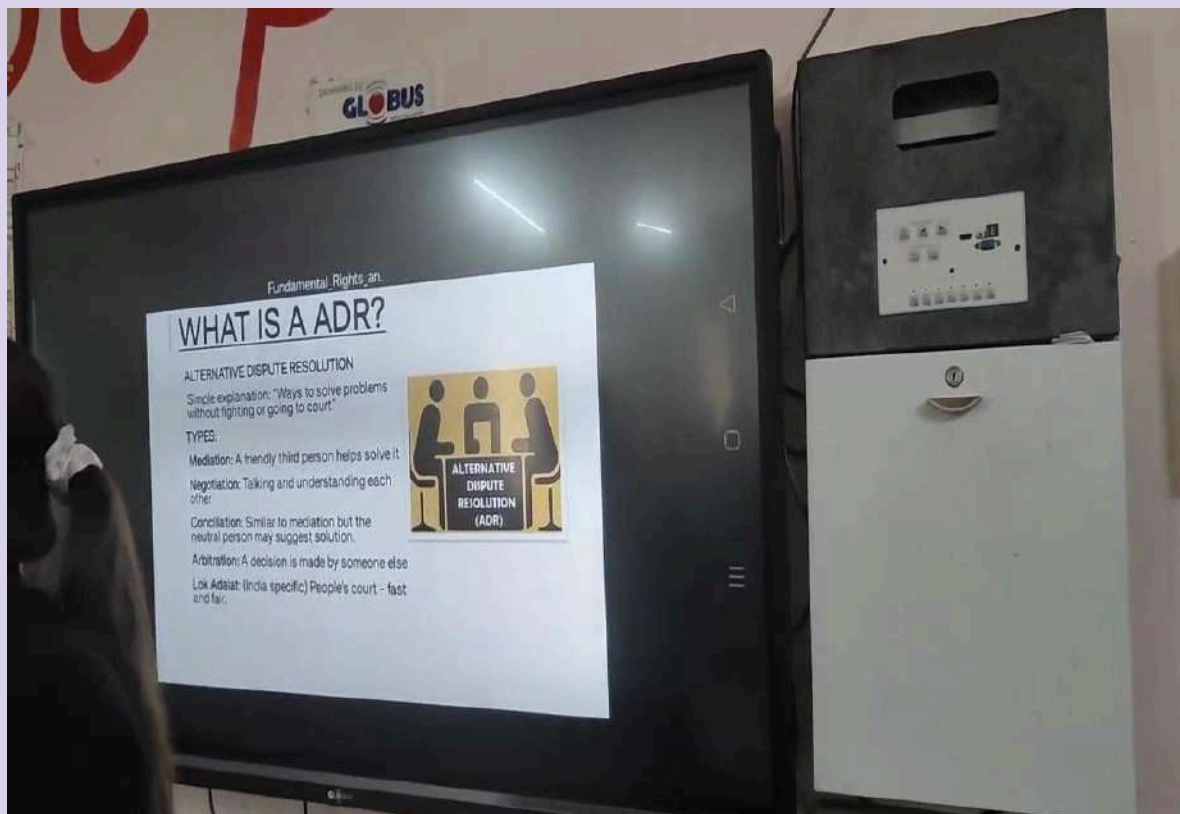 GLOBUS
Fundamental_Rights_an.
WHAT IS A ADR?
ALTERNATIVE DISPUTE RESOLUTION
Simple explanation: "Ways to solve problems
without fighting or going to court"
TYPES:
Mediation: A friendly third person helps solve it
Negotiation: Talking and understanding each
other
Conciliation: Similar to mediation but the
neutral person may suggest solution.
Arbitration: A decision is made by someone else
Lok Adalat: (India specific) People's court - fast
and fair.
ALTERNATIVE
DISPUTE
RESOLUTION
(ADR)